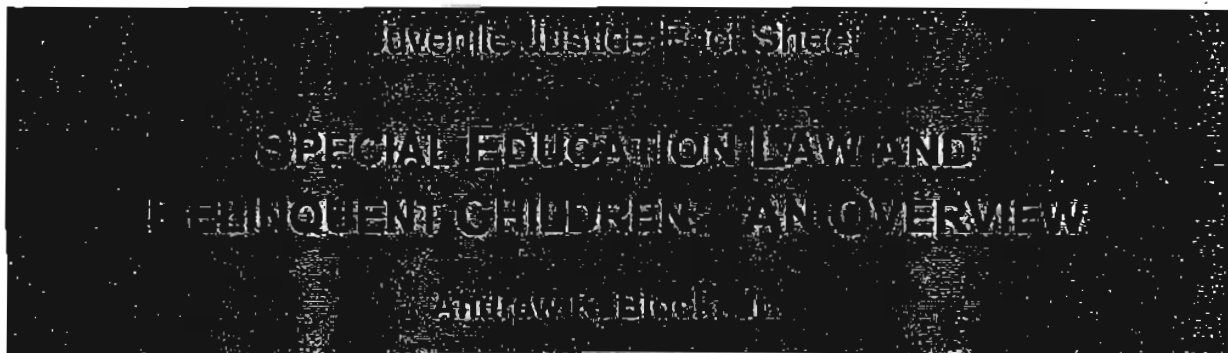 Juvenile Justice Fact Sheet
SPECIAL EDUCATION LAW AND
DELINQUENT CHILDREN: AN OVERVIEW
Andrew K. Block, Jr.